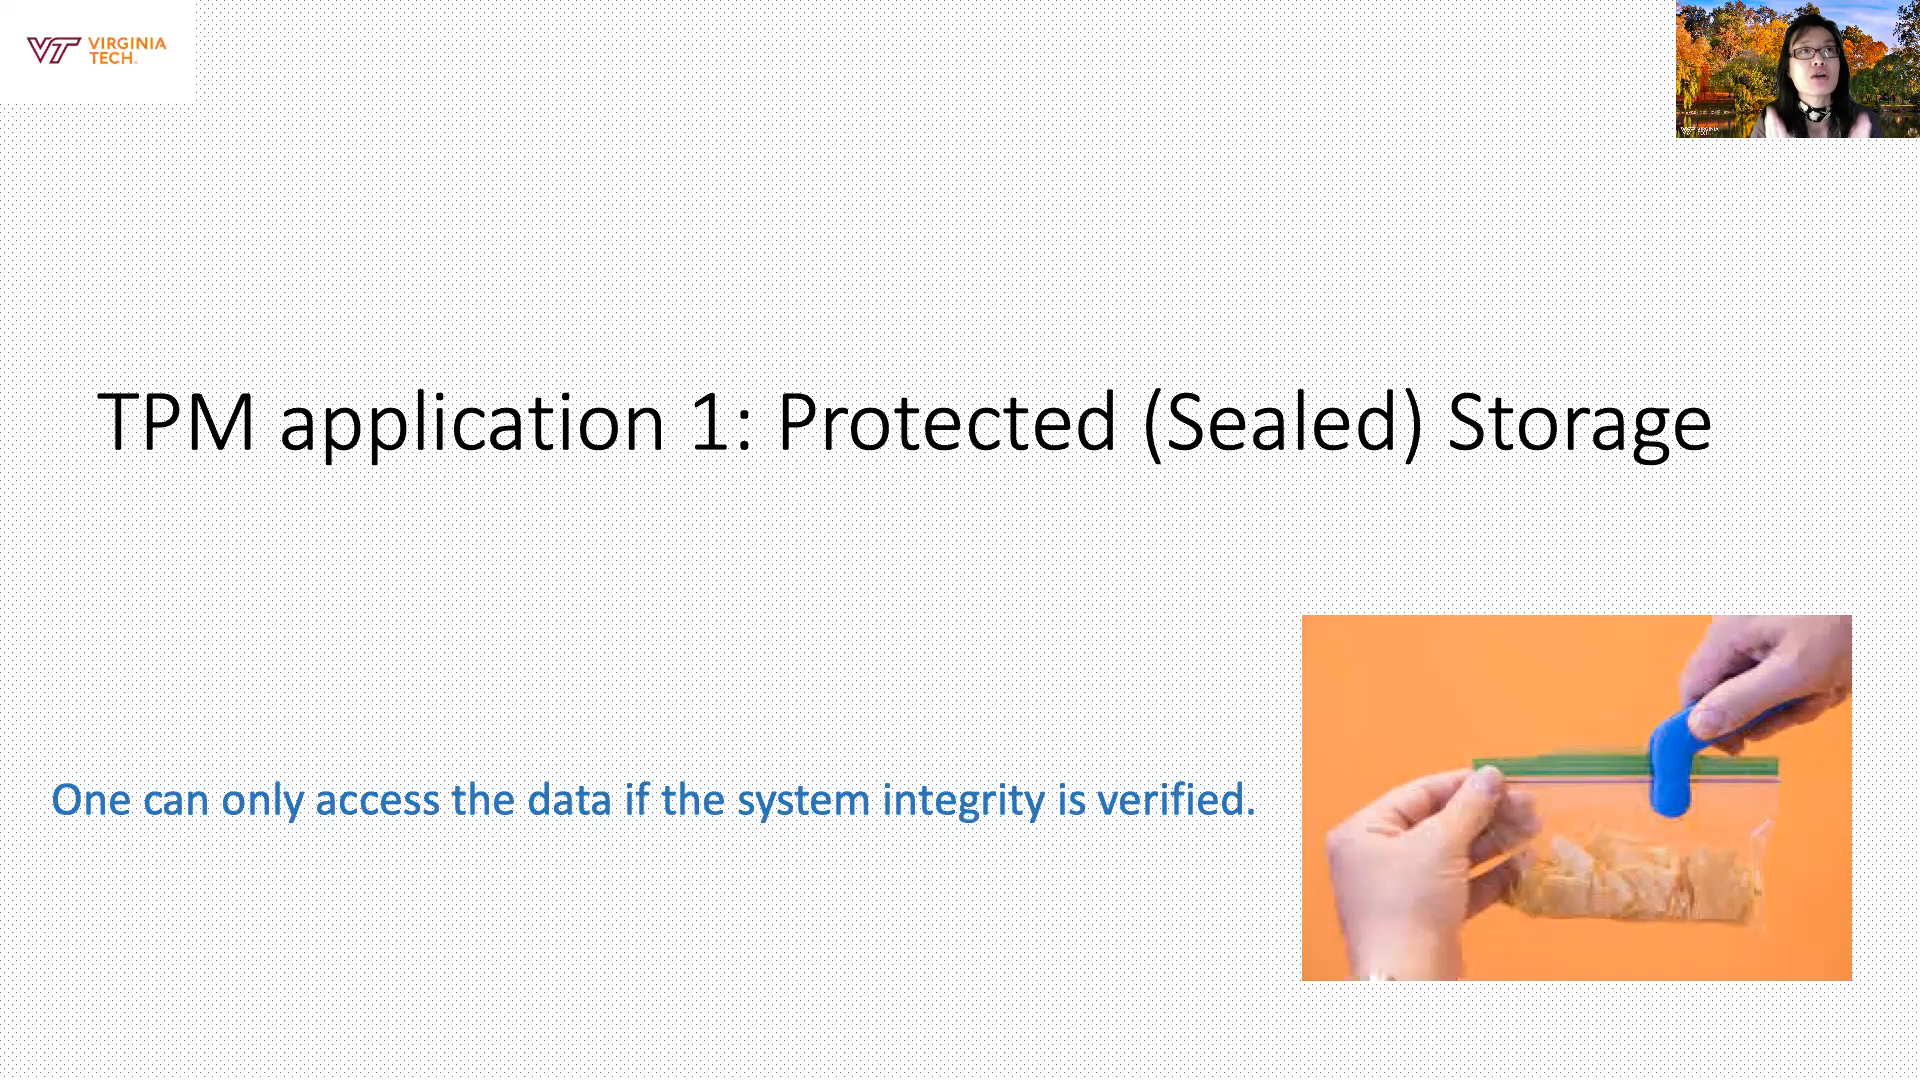 VIRGINIA
TECH.
TPM application 1: Protected (Sealed) Storage
One can only access the data if the system integrity is verified.